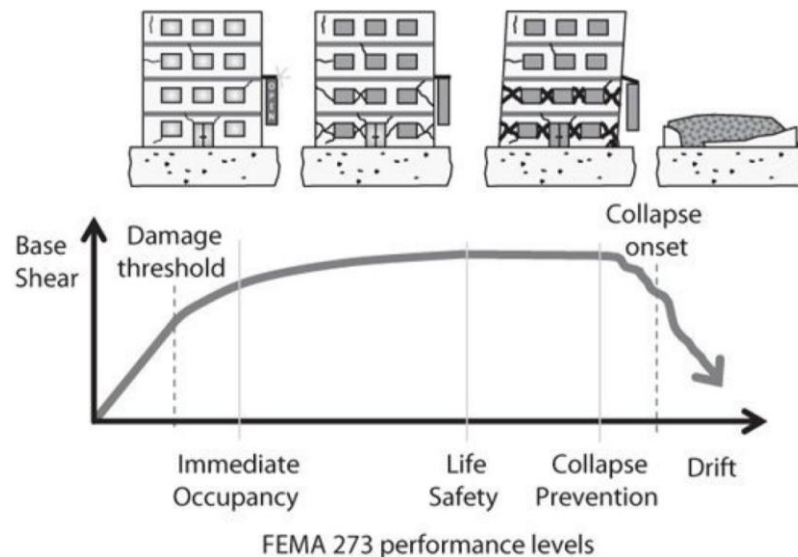 Base
Shear
Damage
threshold
Collapse
onset
Immediate
Occupancy
Life
Safety
Collapse
Prevention
Drift
FEMA 273 performance levels